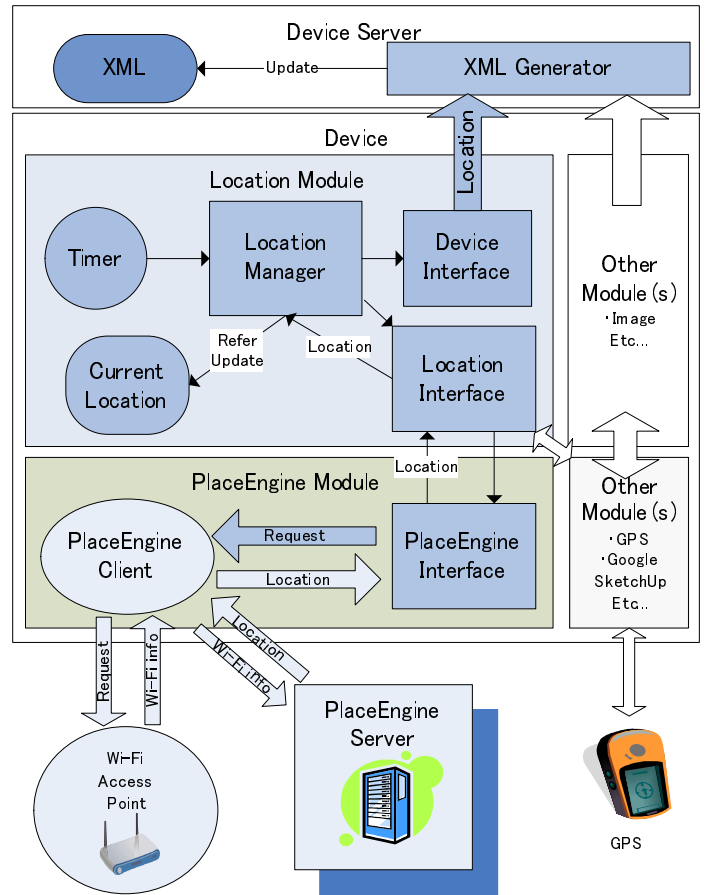 Device Server
XML
Update
XML Generator
Device
Location
Location Module
Timer
Location
Manager
Device
Interface
Other
Module(s)
・Image
Etc...
Refer
Update
Location
Current
Location
Location
Interface
Location
PlaceEngine Module
PlaceEngine
Client
Request
Location
PlaceEngine
Interface
Other
Module(s)
・GPS
・Google
SketchUp
Etc...
Request
Wi-Fi info
Location
Wi-Fi info
PlaceEngine
Server
Wi-Fi
Access
Point
GPS